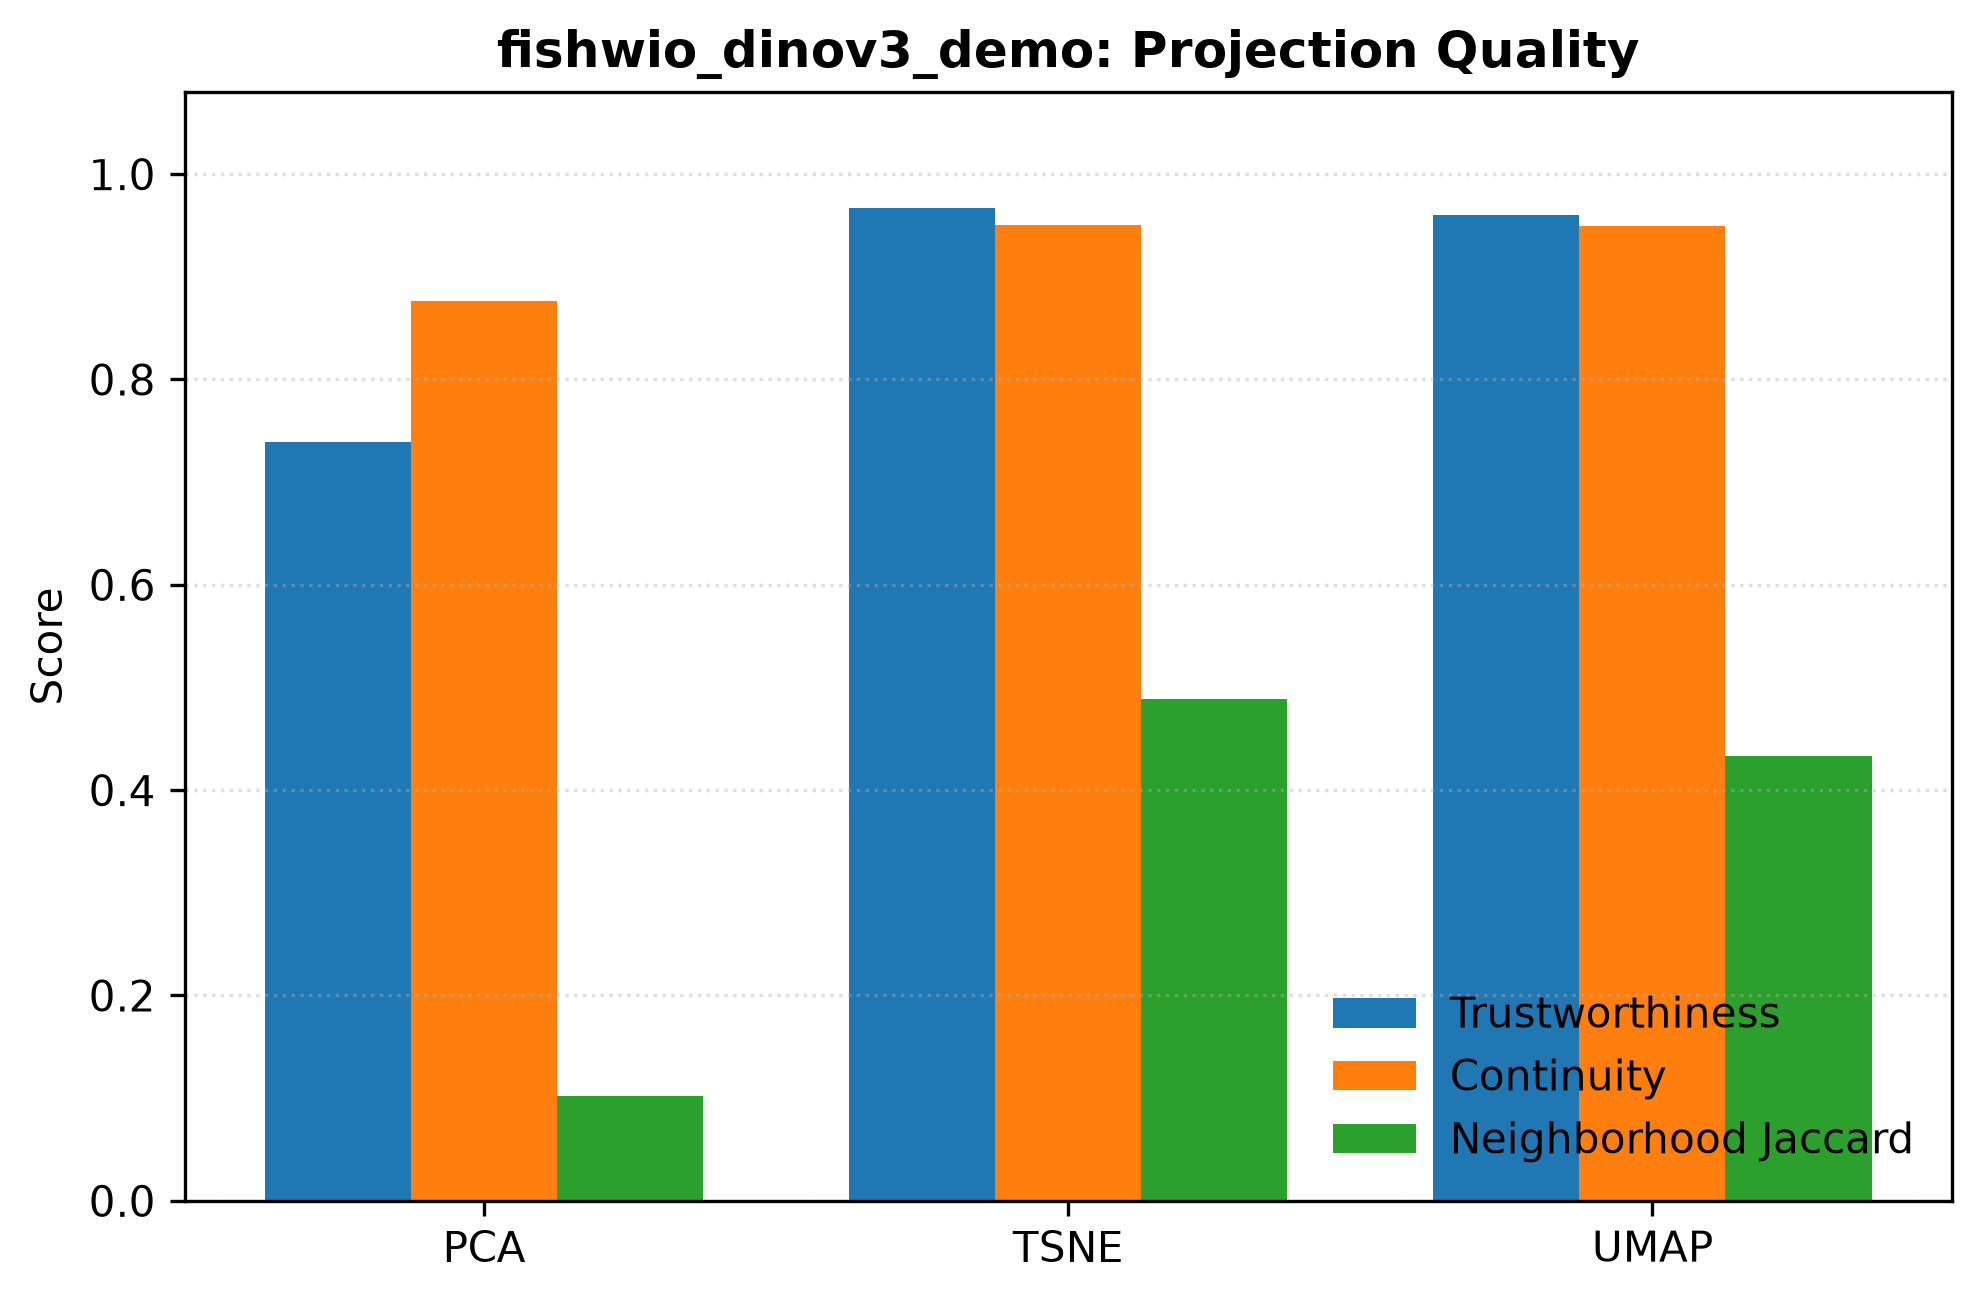 fishwio_dinov3_demo: Projection Quality
Score
1.0
0.8
0.6
0.4
0.2
0.0
Trustworthiness
Continuity
Neighborhood Jaccard
PCA
TSNE
UMAP